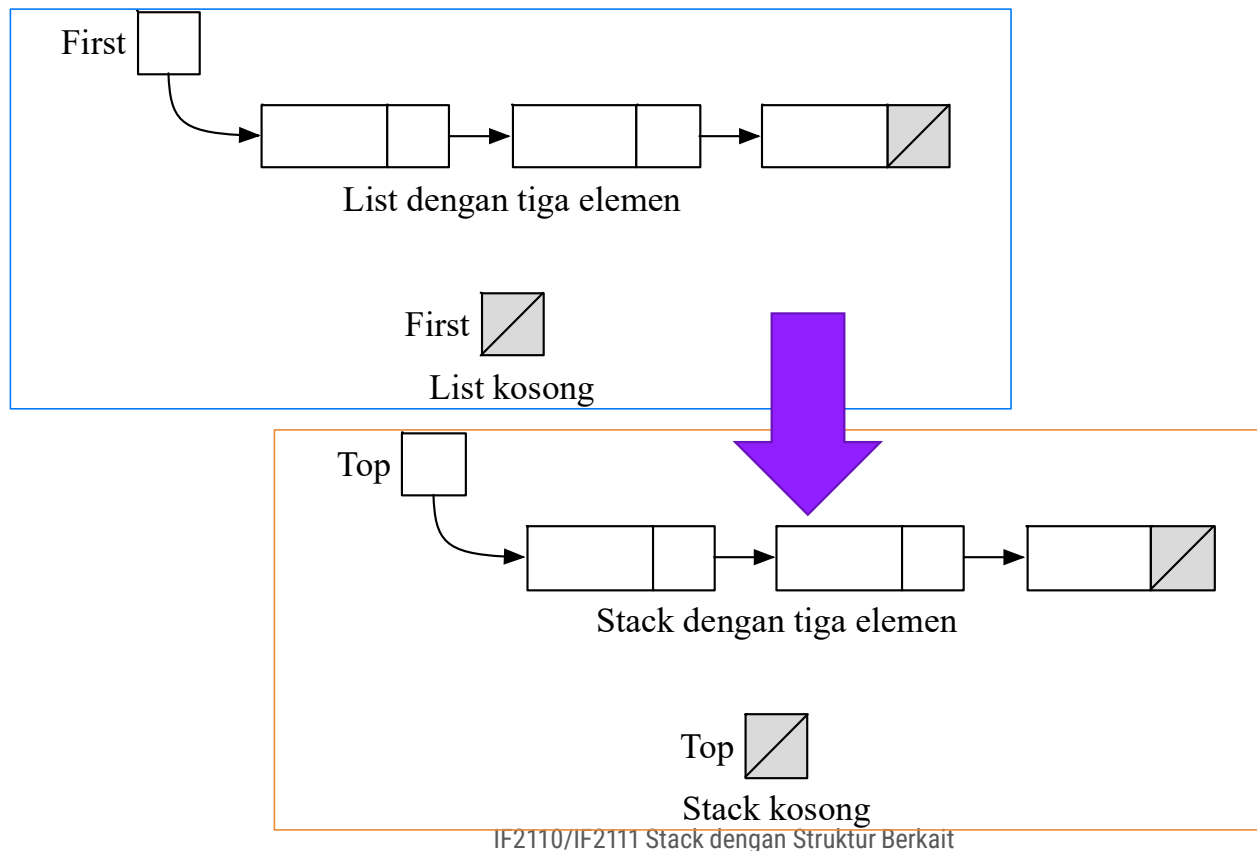 First
List dengan tiga elemen
First
List kosong
Top
Stack dengan tiga elemen
Top
Stack kosong
IF2110/IF2111 Stack dengan Struktur Berkait